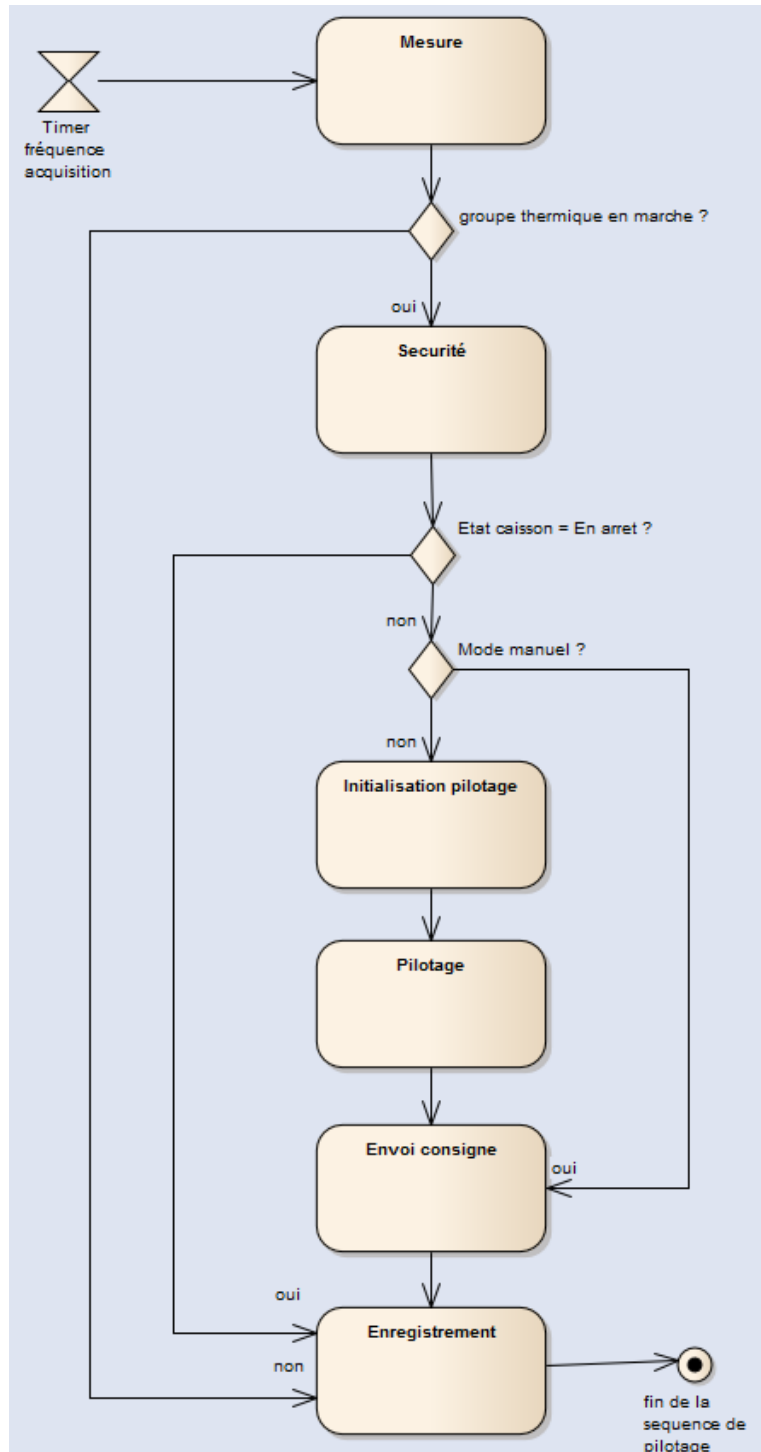 Mesure
Timer
fréquence
acquisition
groupe thermique en marche ?
oui
Securité
Etat caisson = En arret ?
non
Mode manuel ?
non
Initialisation pilotage
Pilotage
Envoi consigne
oui
oui
Enregistrement
non
fin de la
sequence de
pilotage